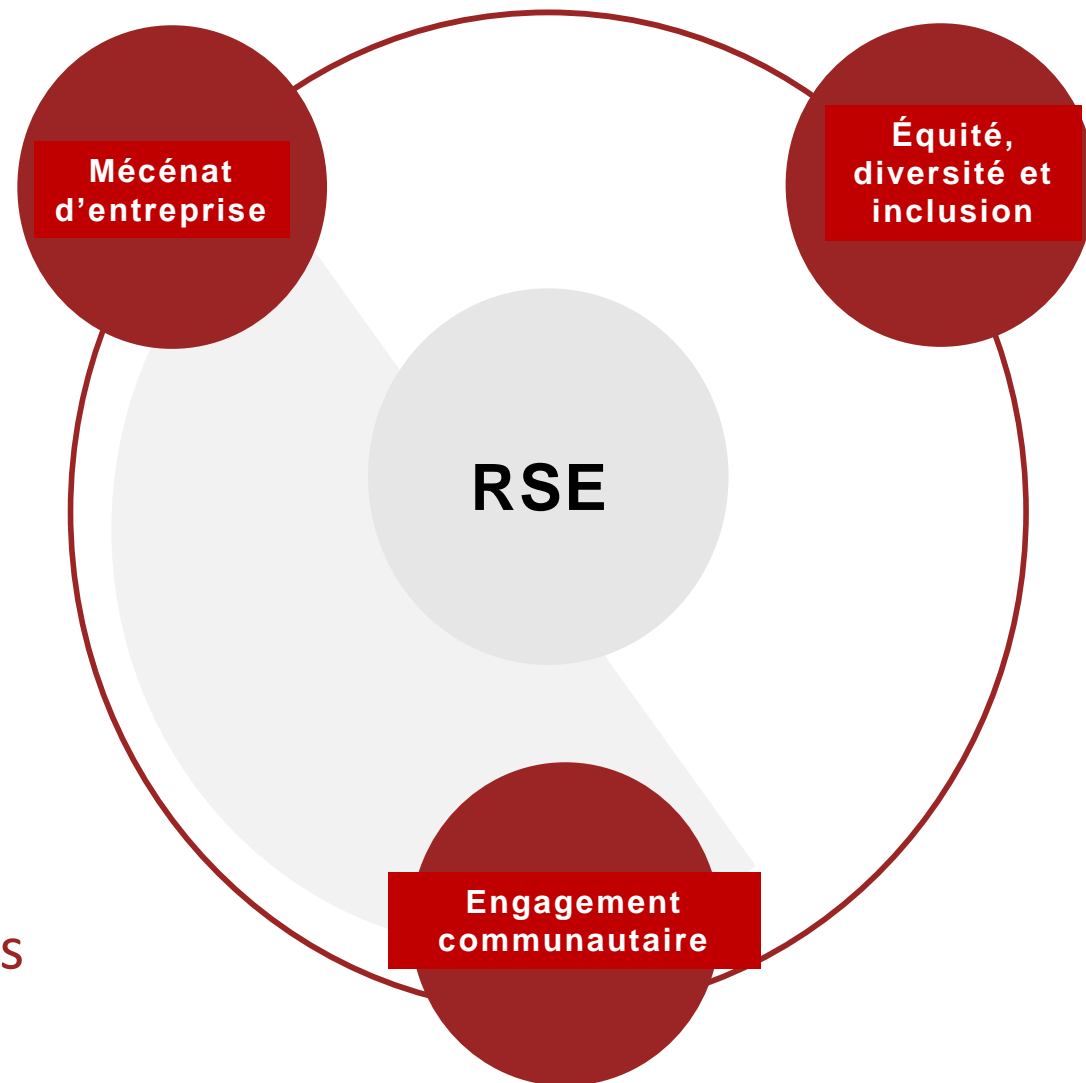 Mécénat
d’entreprise
Équité,
diversité et
inclusion
RSE
Engagement
communautaire
s